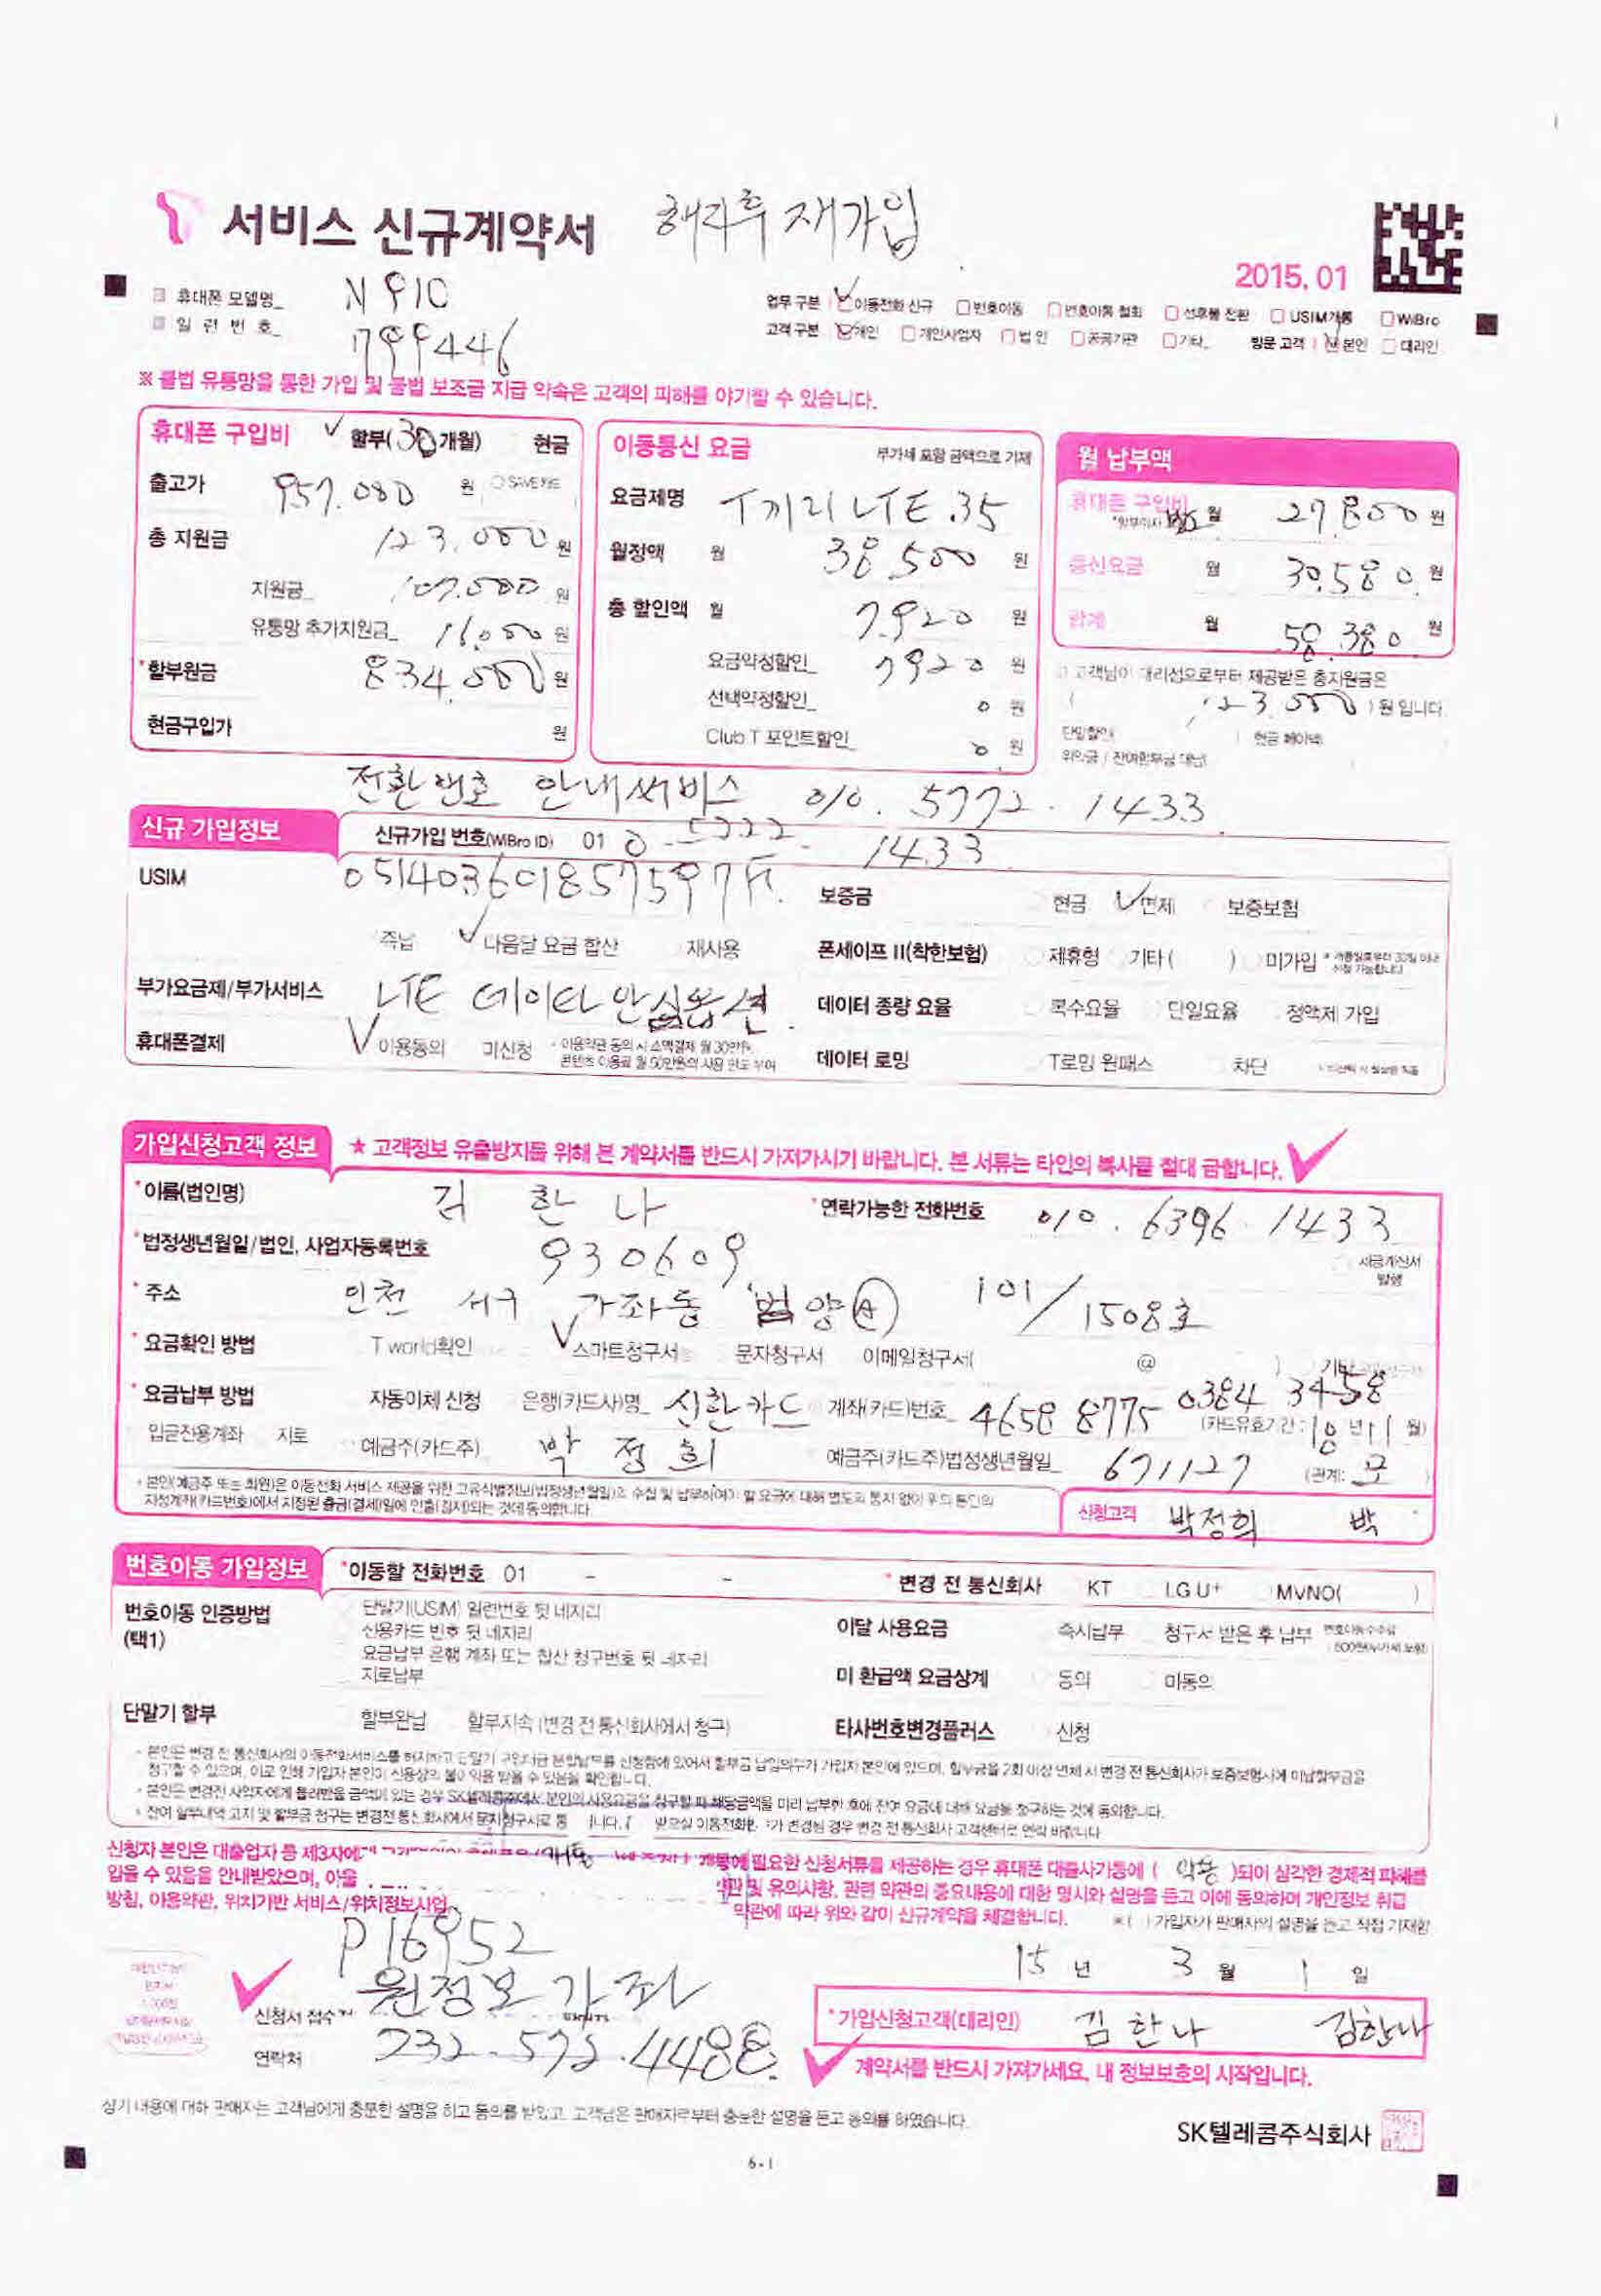 서비스 신규계약서 해지후 재가입
2015. 01
휴대폰 모델명_ N910
일련번호_ 799446
업무 구분 이동전화 신규 번호이동 번호이동 철회 선후불 전환 USIM개통 WiBro
고객 구분 개인 개인사업자 법인 공공기관 기타_ 방문 고객 본인 대리인
※ 불법 유통망을 통한 가입 및 불법 보조금 지급 약속은 고객의 피해를 야기할 수 있습니다.
휴대폰 구입비 할부(30개월) 현금
출고가 957.080 원
총 지원금 123.000 원
지원금_ 107.000 원
유통망 추가지원금_ 16.000 원
*할부원금 834.000 원
현금구입가 원
이동통신 요금 부가세 포함 금액으로 기재
요금제명 T끼리 LTE.35
월정액 월 38.500 원
총 할인액 월 7.920 원
요금약정할인_ 7920 원
선택약정할인_ 0 원
Club T 포인트할인_ 0 원
월 납부액
휴대폰 구입비 월 27.800 원
통신요금 월 30.580 원
합계 월 58.380 원
고객님이 대리점으로부터 제공받은 총지원금은
( 123.000 )원 입니다
전환번호 안내서비스 010. 5772. 1433
신규 가입정보 신규가입 번호(WiBro ID) 010 - 5722 - 1433
USIM
보증금 현금 면제 보증보험
즉납 다음달 요금 합산 재사용
폰세이프 II(착한보험) 제휴형 기타( ) 미가입
부가요금제/부가서비스 LTE 데이터 안심옵션
데이터 종량 요율 복수요율 단일요율 정액제 가입
휴대폰결제 이용동의 미신청
데이터 로밍 T로밍 원패스 차단
가입신청고객 정보 ★ 고객정보 유출방지를 위해 본 계약서를 반드시 가져가시기 바랍니다. 본 서류는 타인의 복사를 절대 금합니다.
*이름(법인명) 김 한 나 *연락가능한 전화번호 010. 6396. 1433
*법정생년월일/법인, 사업자등록번호 930609
세금계산서 발행
*주소 인천 서구 가좌동 범양Ⓐ 101/1508호
*요금확인 방법 T world확인 스마트청구서 문자청구서 이메일청구서( @ )
*요금납부 방법 자동이체 신청 은행(카드사)명_ 신한카드 계좌(카드)번호_ 4658 8775 0384 3458
(카드유효기간 : 18년 11월)
입금전용계좌 지로 예금주(카드주) 박 정 희 예금주(카드주)법정생년월일_ 671127 (관계: 모 )
신청고객 박정희 박
번호이동 가입정보 *이동할 전화번호 01 - - *변경 전 통신회사 KT LG U+ MVNO( )
번호이동 인증방법 (택1)
단말기(USIM) 일련번호 뒷 네자리
신용카드 번호 뒷 네자리
요금납부 은행 계좌 또는 합산 청구번호 뒷 네자리
지로납부
이달 사용요금 즉시납부 청구서 받은 후 납부
미 환급액 요금상계 동의 미동의
단말기 할부 할부완납 할부지속 (변경 전 통신회사에서 청구)
타사번호변경플러스 신청
신청자 본인은 대출업자 등 제3자에게
개통에 필요한 신청서류를 제공하는 경우 휴대폰 대출사기등에 ( 악용 )되어 심각한 경제적 피해를
입을 수 있음을 안내받았으며, 아울
약관 및 유의사항, 관련 약관의 중요내용에 대한 명시와 설명을 듣고 이에 동의하며 개인정보 취급
방침, 이용약관, 위치기반 서비스/위치정보사업
약관에 따라 위와 같이 신규계약을 체결합니다. ※( ) 가입자가 판매자의 설명을 듣고 직접 기재함
P16952
15 년 3 월 1 일
신청서 접수 원정보 가좌
연락처 032-572.4488
*가입신청고객(대리인) 김한나 김한나
계약서를 반드시 가져가세요, 내 정보보호의 시작입니다.
상기 내용에 대하 판매자는 고객님에게 충분한 설명을 하고 동의를 받았고, 고객님은 판매자로부터 충분한 설명을 듣고 동의를 하였습니다.
SK텔레콤주식회사
6-1